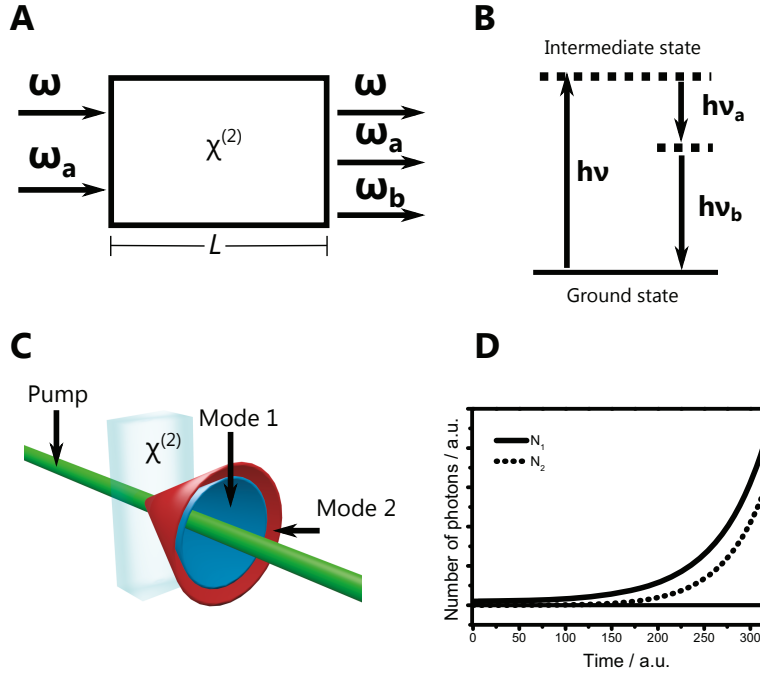 A
ω
ω
χ(2)
ωa
ωa
ωb
L
B
Intermediate state
hνa
hν
hνb
Ground state
C
Pump
Mode 1
χ(2)
Mode 2
D
N1
N2
Number of photons / a.u.
0
50
100
150
200
250
300
Time / a.u.